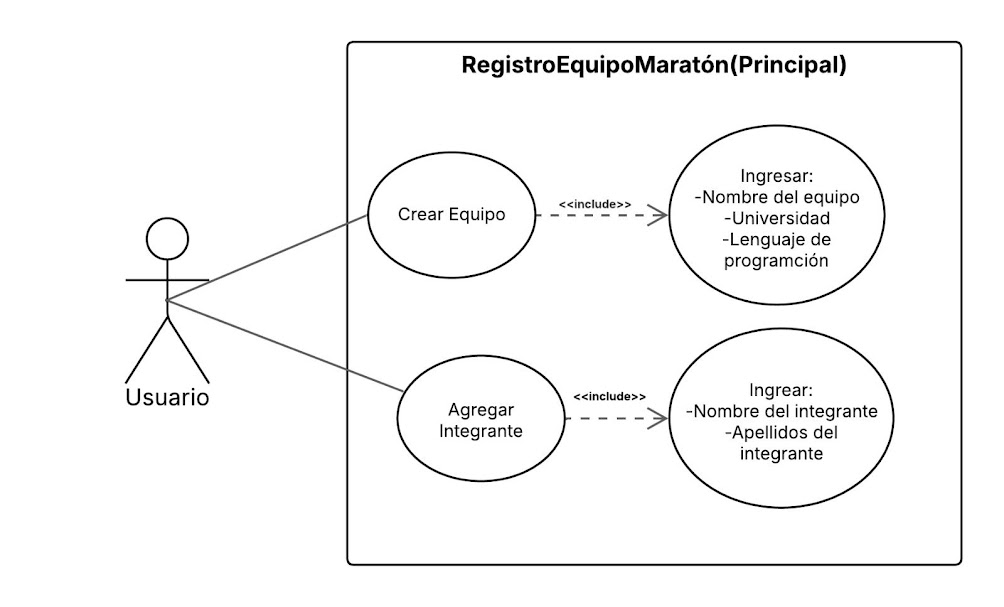 RegistroEquipoMaratón(Principal)
Crear Equipo
<<include>>
Ingresar:
-Nombre del equipo
-Universidad
-Lenguaje de
programción
Usuario
Agregar
Integrante
<<include>>
Ingrear:
-Nombre del integrante
-Apellidos del
integrante